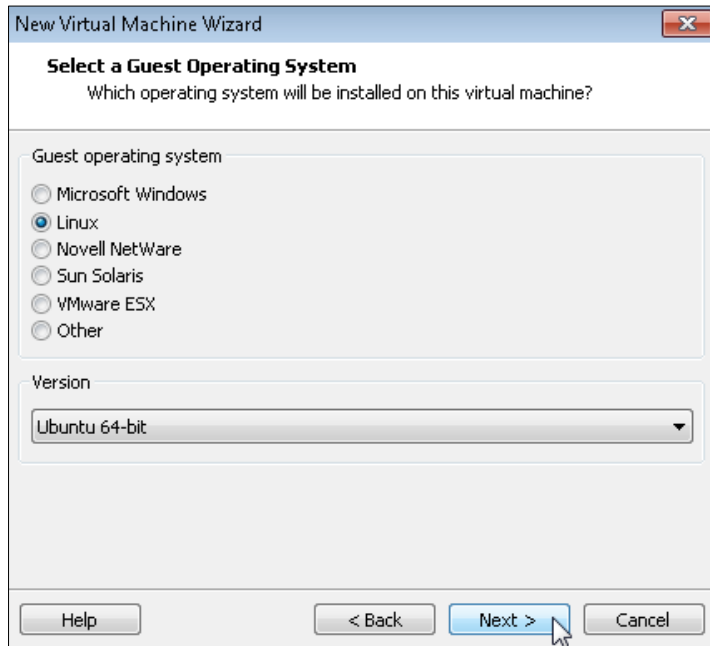 New Virtual Machine Wizard
Select a Guest Operating System
Which operating system will be installed on this virtual machine?
Guest operating system
Microsoft Windows
Linux
Novell NetWare
Sun Solaris
VMware ESX
Other
Version
Ubuntu 64-bit
Help
< Back
Next >
Cancel